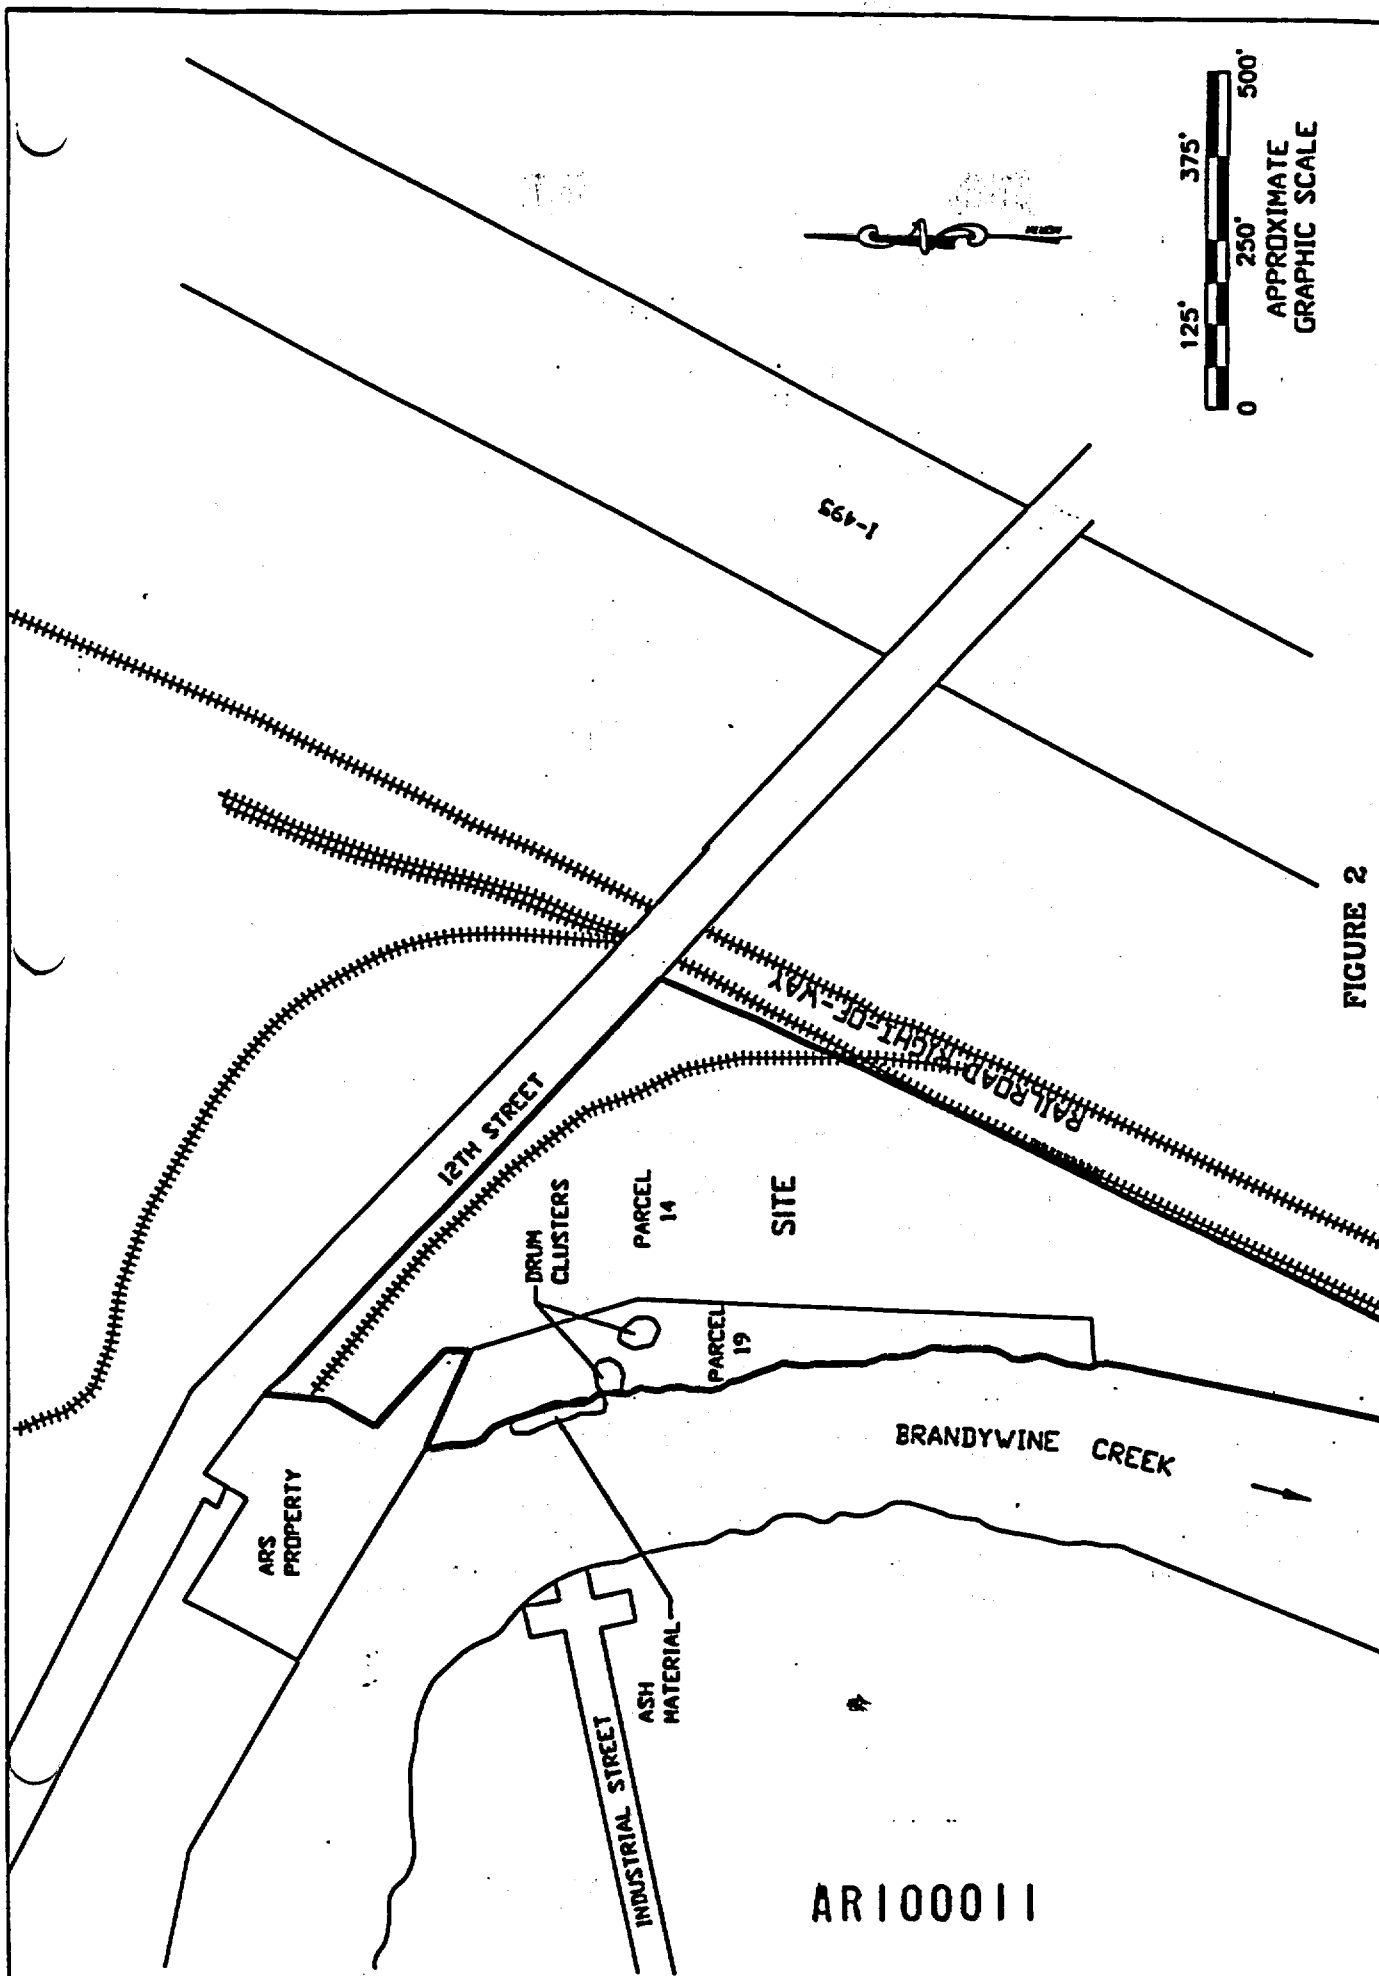 12TH STREET
I-495
RAILROAD RIGHT-OF-WAY
ARS
PROPERTY
DRUM
CLUSTERS
PARCEL
14
SITE
PARCEL
19
BRANDYWINE CREEK
INDUSTRIAL STREET
ASH
MATERIAL
NORTH
125' 375'
0 250' 500'
APPROXIMATE
GRAPHIC SCALE
FIGURE 2
AR100011